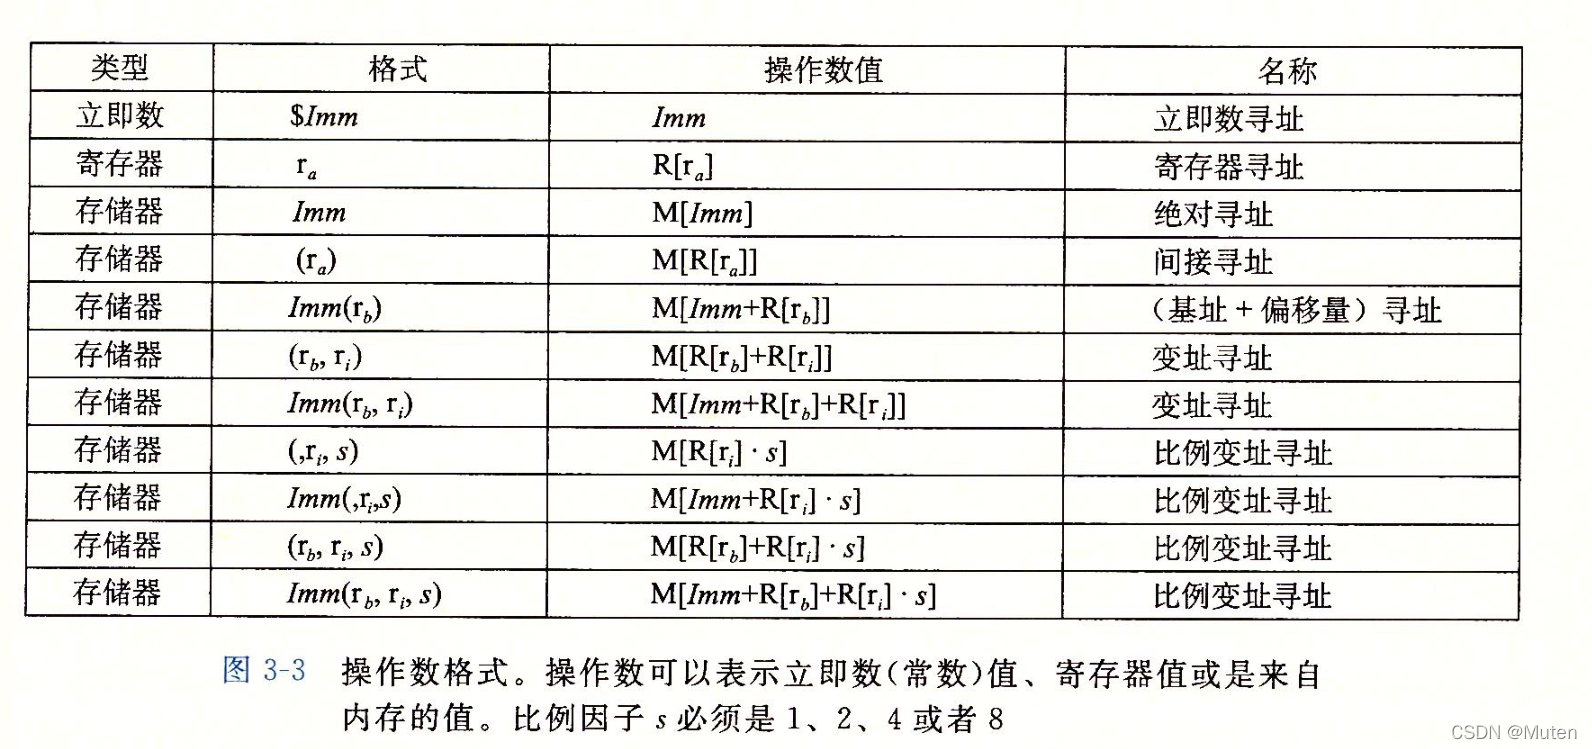 类型 格式 操作数值 名称
立即数 $Imm Imm 立即数寻址
寄存器 rₐ R[rₐ] 寄存器寻址
存储器 Imm M[Imm] 绝对寻址
存储器 (rₐ) M[R[rₐ]] 间接寻址
存储器 Imm(r_b) M[Imm+R[r_b]] （基址+偏移量）寻址
存储器 (r_b, r_i) M[R[r_b]+R[r_i]] 变址寻址
存储器 Imm(r_b, r_i) M[Imm+R[r_b]+R[r_i]] 变址寻址
存储器 (,r_i, s) M[R[r_i]·s] 比例变址寻址
存储器 Imm(,r_i,s) M[Imm+R[r_i]·s] 比例变址寻址
存储器 (r_b, r_i, s) M[R[r_b]+R[r_i]·s] 比例变址寻址
存储器 Imm(r_b, r_i, s) M[Imm+R[r_b]+R[r_i]·s] 比例变址寻址
图 3-3 操作数格式。操作数可以表示立即数(常数)值、寄存器值或是来自
内存的值。比例因子 s 必须是 1、2、4 或者 8
CSDN @Muten